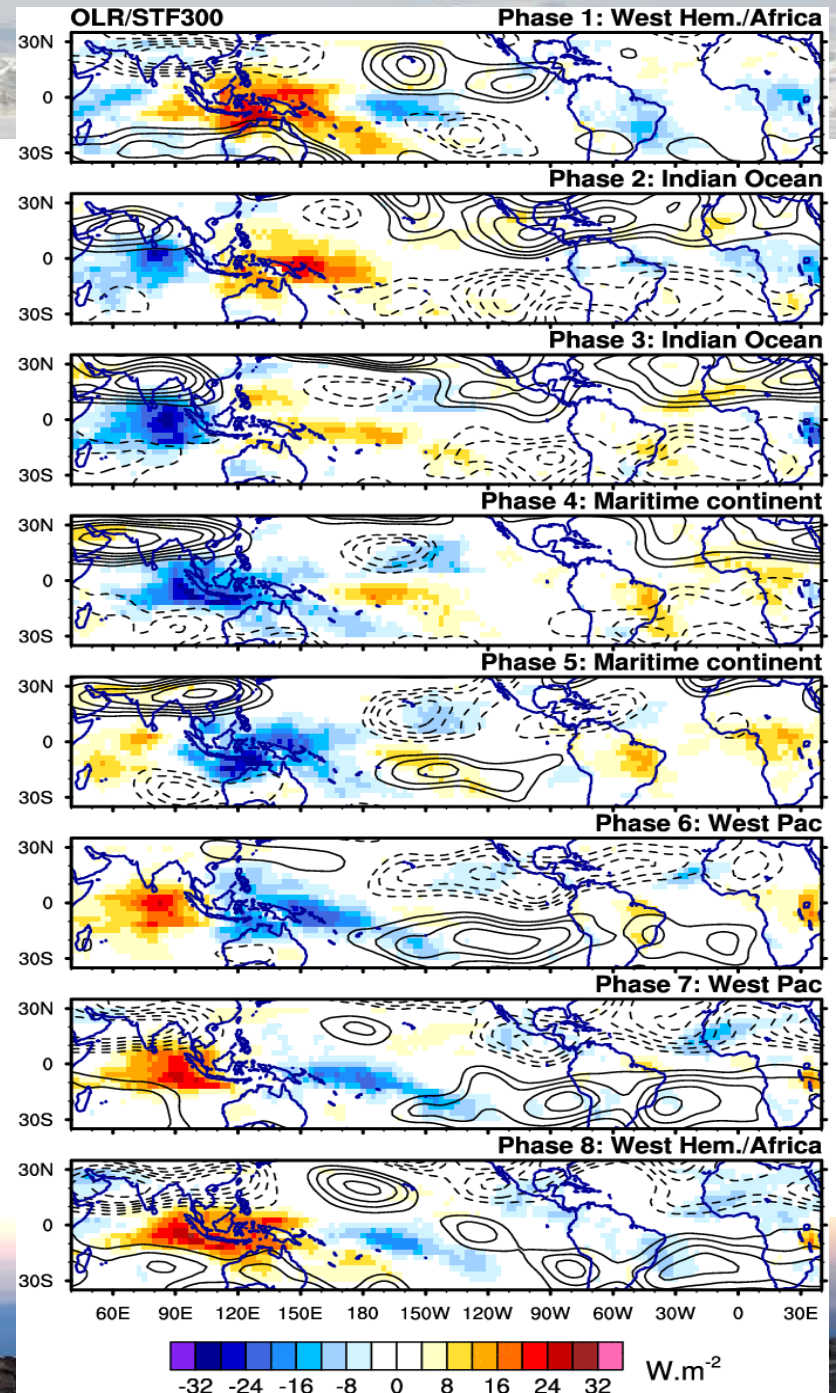 OLR/STF300 Phase 1: West Hem./Africa
30N
0
30S
Phase 2: Indian Ocean
30N
0
30S
Phase 3: Indian Ocean
30N
0
30S
Phase 4: Maritime continent
30N
0
30S
Phase 5: Maritime continent
30N
0
30S
Phase 6: West Pac
30N
0
30S
Phase 7: West Pac
30N
0
30S
Phase 8: West Hem./Africa
30N
0
30S
60E 90E 120E 150E 180 150W 120W 90W 60W 30W 0 30E
-32 -24 -16 -8 0 8 16 24 32 W.m⁻²